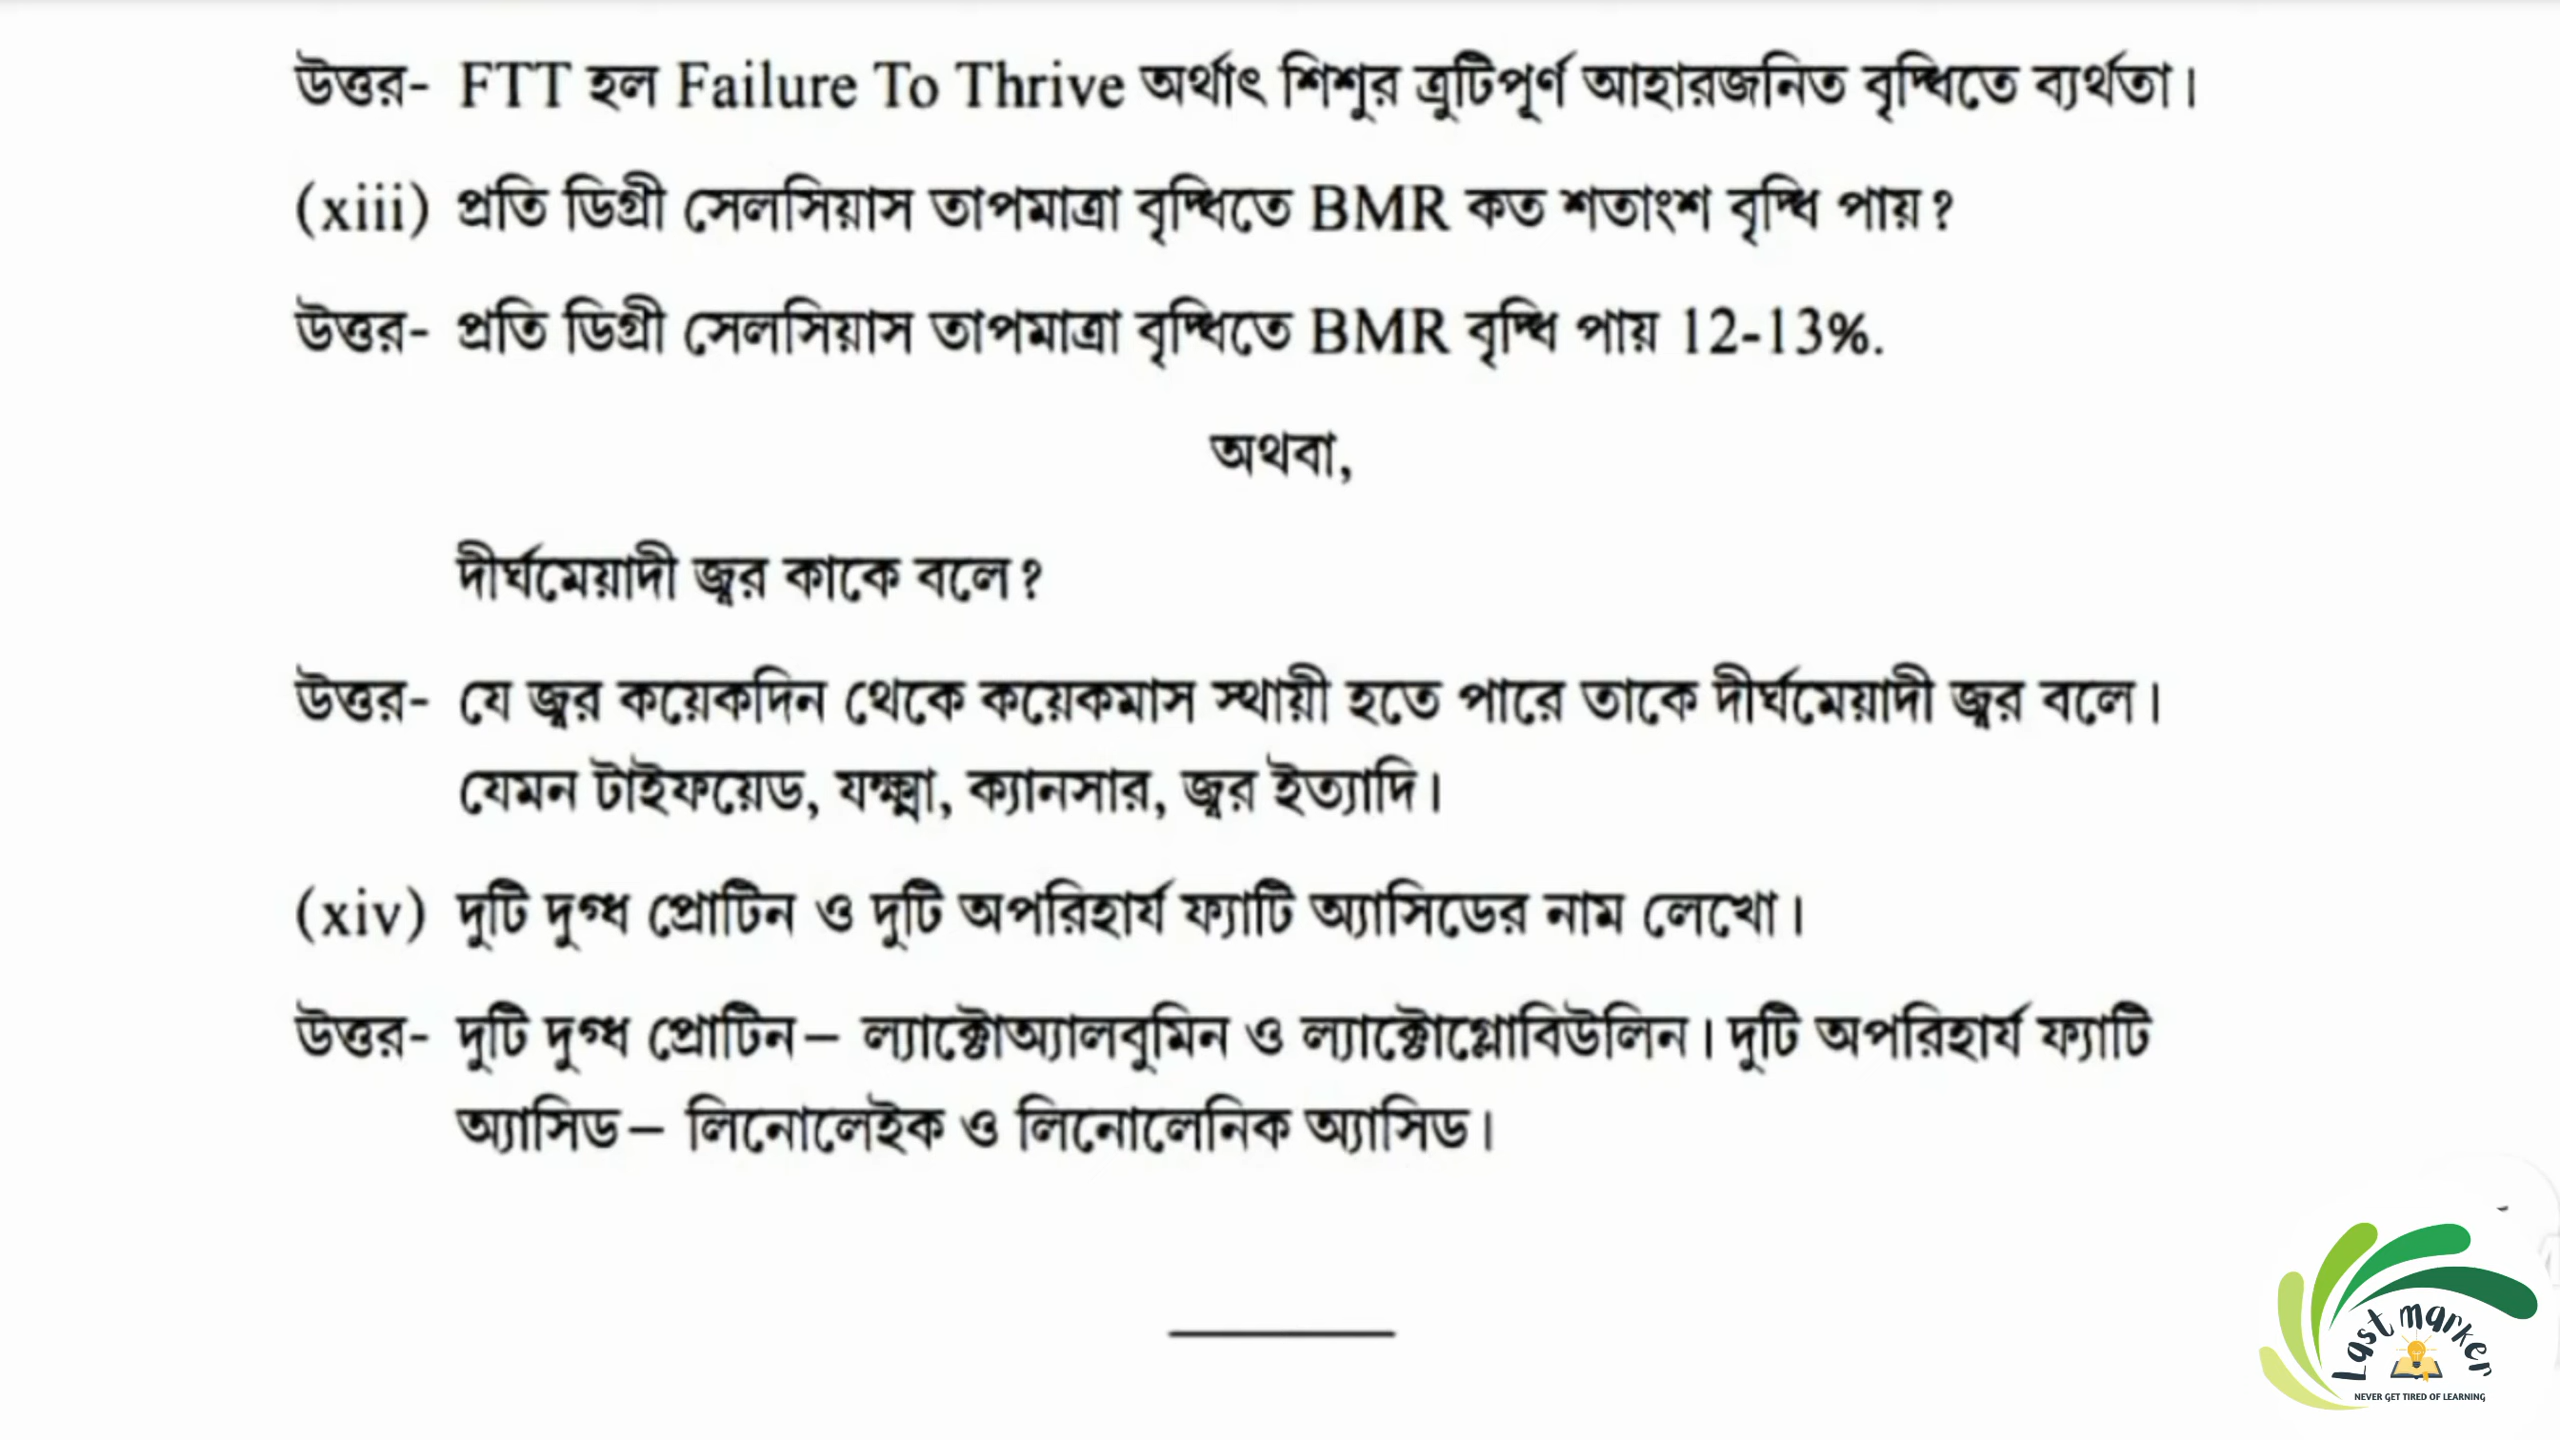 উত্তর- FTT হল Failure To Thrive অর্থাৎ শিশুর ত্রুটিপূর্ণ আহারজনিত বৃদ্ধিতে ব্যর্থতা।
(xiii) প্রতি ডিগ্রী সেলসিয়াস তাপমাত্রা বৃদ্ধিতে BMR কত শতাংশ বৃদ্ধি পায়?
উত্তর- প্রতি ডিগ্রী সেলসিয়াস তাপমাত্রা বৃদ্ধিতে BMR বৃদ্ধি পায় 12-13%.
অথবা,
দীর্ঘমেয়াদী জ্বর কাকে বলে?
উত্তর- যে জ্বর কয়েকদিন থেকে কয়েকমাস স্থায়ী হতে পারে তাকে দীর্ঘমেয়াদী জ্বর বলে।
যেমন টাইফয়েড, যক্ষ্মা, ক্যানসার, জ্বর ইত্যাদি।
(xiv) দুটি দুগ্ধ প্রোটিন ও দুটি অপরিহার্য ফ্যাটি অ্যাসিডের নাম লেখো।
উত্তর- দুটি দুগ্ধ প্রোটিন– ল্যাক্টোঅ্যালবুমিন ও ল্যাক্টোগ্লোবিউলিন। দুটি অপরিহার্য ফ্যাটি
অ্যাসিড– লিনোলেইক ও লিনোলেনিক অ্যাসিড।
Last marker
NEVER GET TIRED OF LEARNING